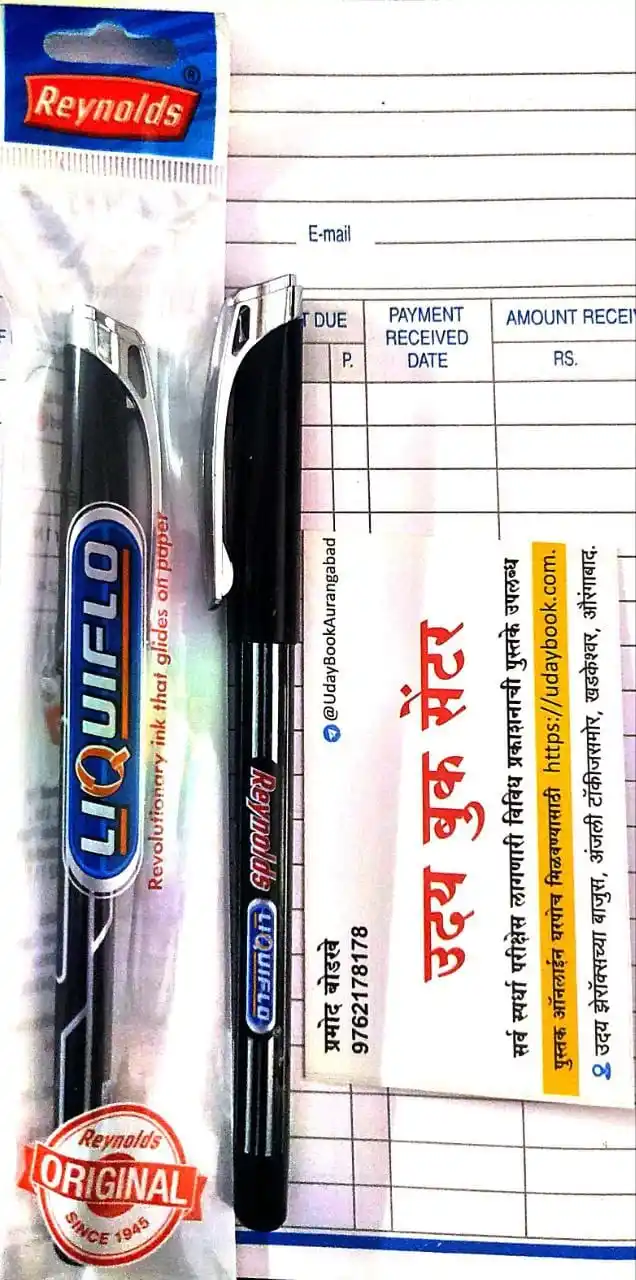 Reynolds
®
LIQUIFLO
Revolutionary ink that glides on paper
Reynolds
ORIGINAL
SINCE 1945
Reynolds
LIQUIFLO
E-mail
T DUE
P.
PAYMENT
RECEIVED
DATE
AMOUNT RECEI
RS.
प्रमोद बोडखे
9762178178
@UdayBookAurangabad
उदय बुक सेंटर
सर्व स्पर्धा परीक्षेस लागणारी विविध प्रकाशनाची पुस्तके उपलब्ध
पुस्तक ऑनलाईन घरपोच मिळवण्यासाठी https://udaybook.com.
उदय झेरॉक्सच्या बाजुस, अंजली टॉकीजसमोर, खडकेश्वर, औरंगाबाद.